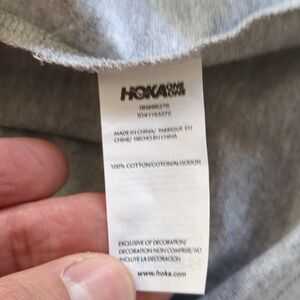 HOKA ONE
ONE
MADE IN CHINA/ FABRIQUÉ EN
CHINE/ HECHO EN CHINA
100% COTTON/COTON/ALGODON
EXCLUSIVE OF DECORATION/
DECORATION NON COMPRISE/ NO
INCLUYE LA DECORACION
www.hoka.com